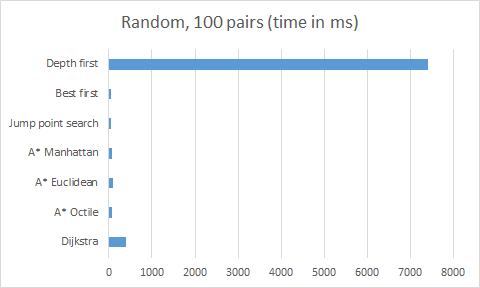 Random, 100 pairs (time in ms)
Depth first
Best first
Jump point search
A* Manhattan
A* Euclidean
A* Octile
Dijkstra
0 1000 2000 3000 4000 5000 6000 7000 8000